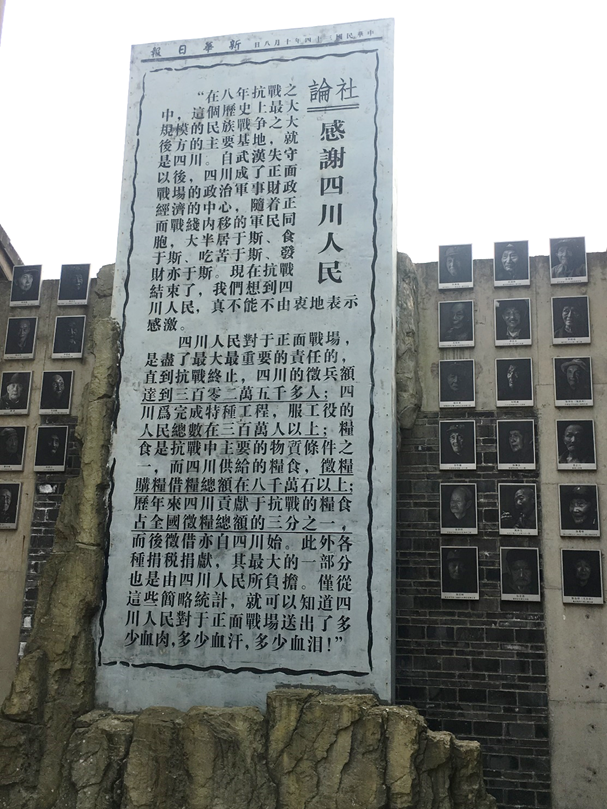 中華民國三十四年十月八日 新華日報
社論
感謝四川人民
“在八年抗戰之
中，這個歷史上最大
規模的民族戰争之大
後方的主要基地，就
是四川。自武漢失守
以後，四川成了正面
戰場的政治軍事財政
經濟的中心，隨着正
面戰綫内移的軍民同
胞，大半居于斯、食
于斯、吃苦于斯、發
財亦于斯。現在抗戰
結束了，我們想到四
川人民，真不能不由衷地表示
感激。
四川人民對于正面戰場，
是盡了最大最重要的責任的，
直到抗戰終止，四川的徵兵額
達到三百零二萬五千多人；四
川爲完成特種工程，服工役的
人民總數在三百萬人以上；糧
食是抗戰中主要的物質條件之
一，而四川供給的糧食，徵糧
購糧借糧總額在八千萬石以上；
歷年來四川貢獻于抗戰的糧食
古全國徵糧總額的三分之一，
而後徵借亦自四川始。此外各
種捐税捐獻，其最大的一部分
也是由四川人民所負擔。僅從
這些簡略統計，就可以知道四
川人民對于正面戰場送出了多
少血肉，多少血汗，多少血泪！”